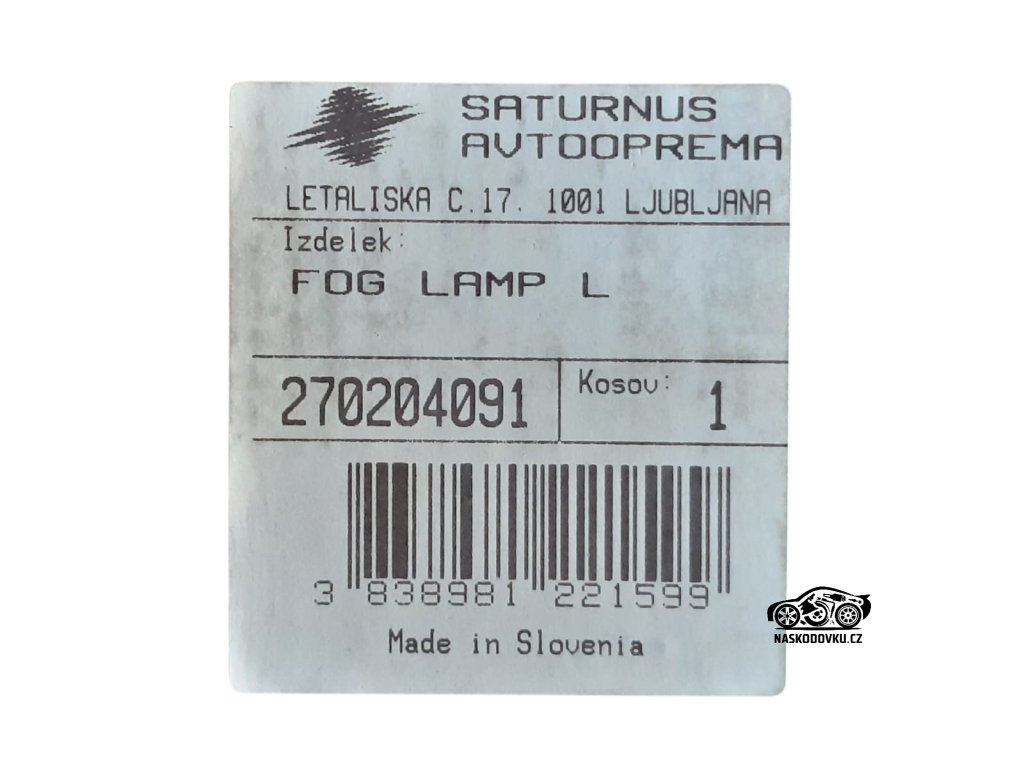 SATURNUS
AVTOOPREMA
LETALISKA C.17. 1001 LJUBLJANA
Izdelek:
FOG LAMP L
270204091
Kosov: 1
3 838981 221599
Made in Slovenia
NASKODOVKU.CZ